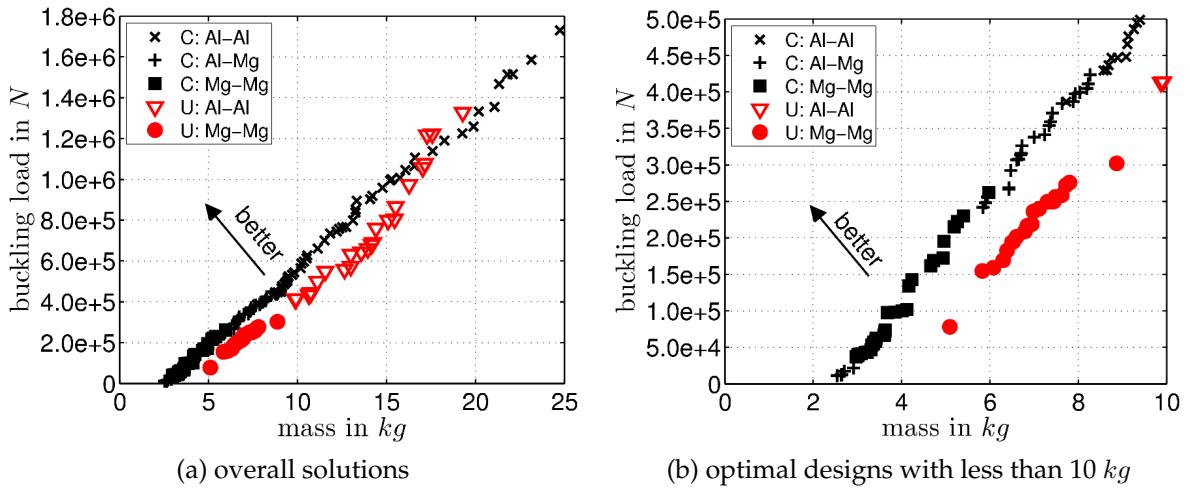 1.8e+6
1.6e+6
1.4e+6
1.2e+6
1.0e+6
8.0e+5
6.0e+5
4.0e+5
2.0e+5
0
buckling load in N
C: Al−Al
C: Al−Mg
C: Mg−Mg
U: Al−Al
U: Mg−Mg
better
0 5 10 15 20 25
mass in kg
(a) overall solutions
5.0e+5
4.5e+5
4.0e+5
3.5e+5
3.0e+5
2.5e+5
2.0e+5
1.5e+5
1.0e+5
5.0e+4
0
buckling load in N
C: Al−Al
C: Al−Mg
C: Mg−Mg
U: Al−Al
U: Mg−Mg
better
0 2 4 6 8 10
mass in kg
(b) optimal designs with less than 10 kg